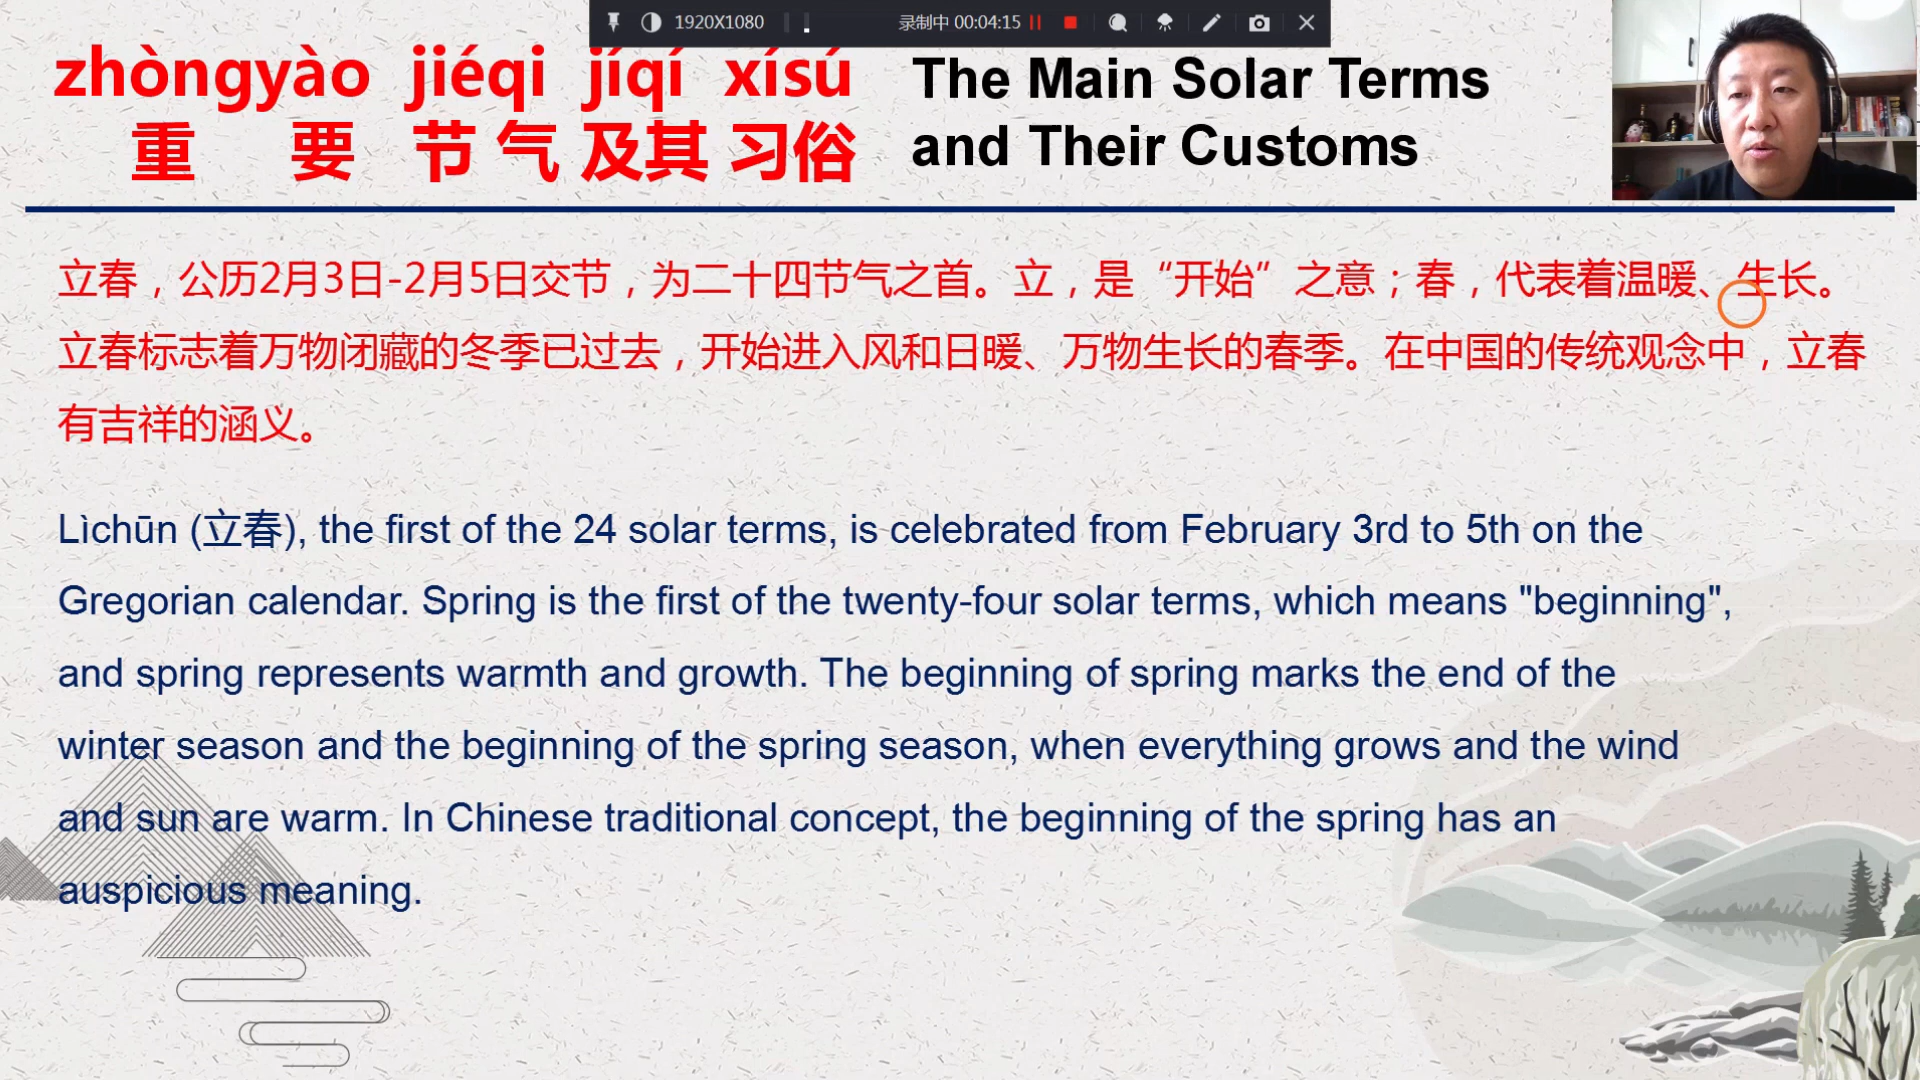 1920X1080 录制中 00:04:15
zhòngyào jiéqi jíqí xísú
重要节气及其习俗
The Main Solar Terms
and Their Customs
立春，公历2月3日-2月5日交节，为二十四节气之首。立，是“开始”之意；春，代表着温暖、生长。
立春标志着万物闭藏的冬季已过去，开始进入风和日暖、万物生长的春季。在中国的传统观念中，立春
有吉祥的涵义。
Lìchūn (立春), the first of the 24 solar terms, is celebrated from February 3rd to 5th on the
Gregorian calendar. Spring is the first of the twenty-four solar terms, which means "beginning",
and spring represents warmth and growth. The beginning of spring marks the end of the
winter season and the beginning of the spring season, when everything grows and the wind
and sun are warm. In Chinese traditional concept, the beginning of the spring has an
auspicious meaning.